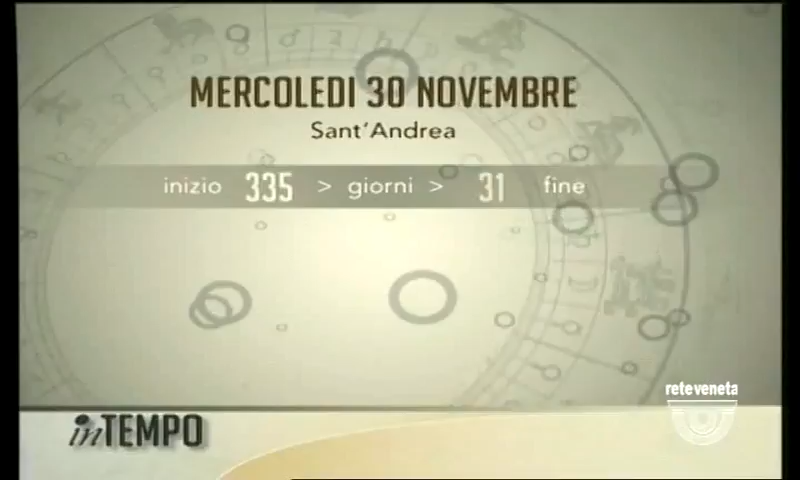 MERCOLEDI 30 NOVEMBRE
Sant'Andrea
inizio 335 > giorni > 31 fine
reteveneta
inTEMPO